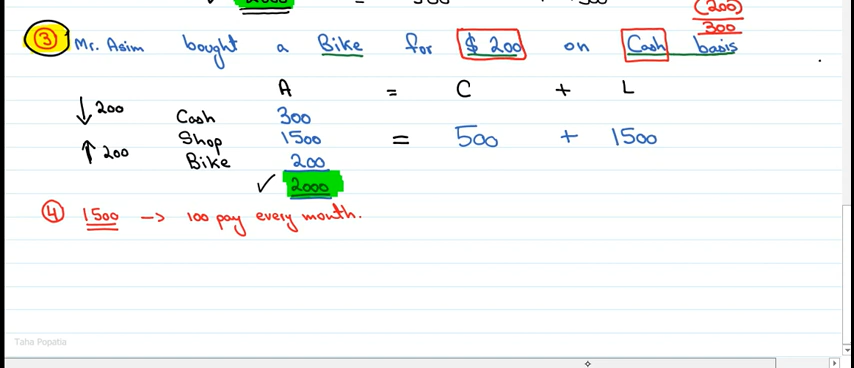 (200)
300
③ Mr. Asim bought a Bike for $ 200 on Cash basis
A = C + L
↓ 200 Cash 300
↑ 200 Shop 1500 = 500 + 1500
Bike 200
✓ 2000
④ 1500 -> 100 pay every month.
Taha Popatia